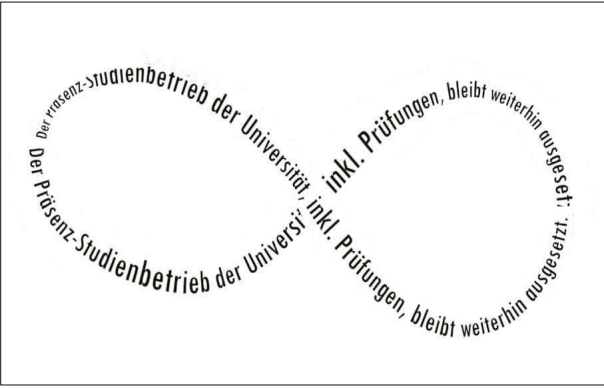 Der Präsenz-Studienbetrieb der Universität, inkl. Prüfungen, bleibt weiterhin ausgesetzt.
Der Präsenz-Studienbetrieb der Universi inkl. Prüfungen, bleibt weiterhin ausgeset